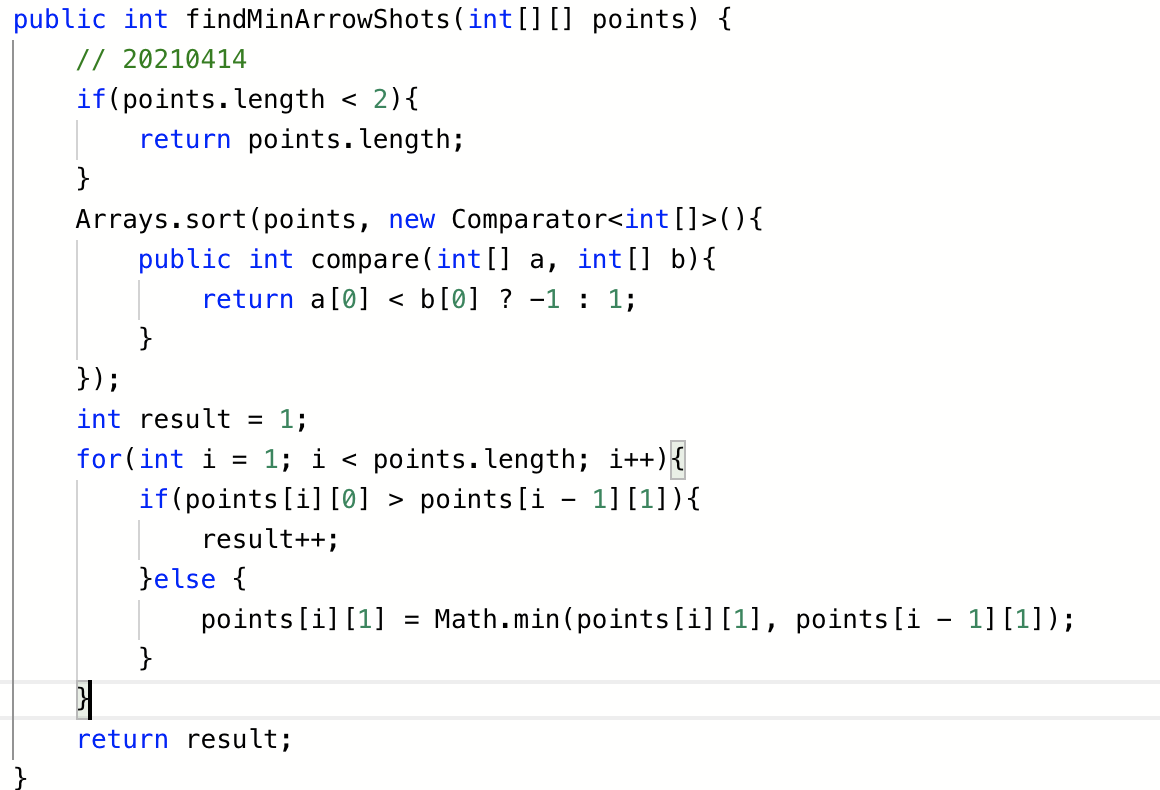 public int findMinArrowShots(int[][] points) {
    // 20210414
    if(points.length < 2){
        return points.length;
    }
    Arrays.sort(points, new Comparator<int[]>(){
        public int compare(int[] a, int[] b){
            return a[0] < b[0] ? -1 : 1;
        }
    });
    int result = 1;
    for(int i = 1; i < points.length; i++){
        if(points[i][0] > points[i - 1][1]){
            result++;
        }else {
            points[i][1] = Math.min(points[i][1], points[i - 1][1]);
        }
    }
    return result;
}